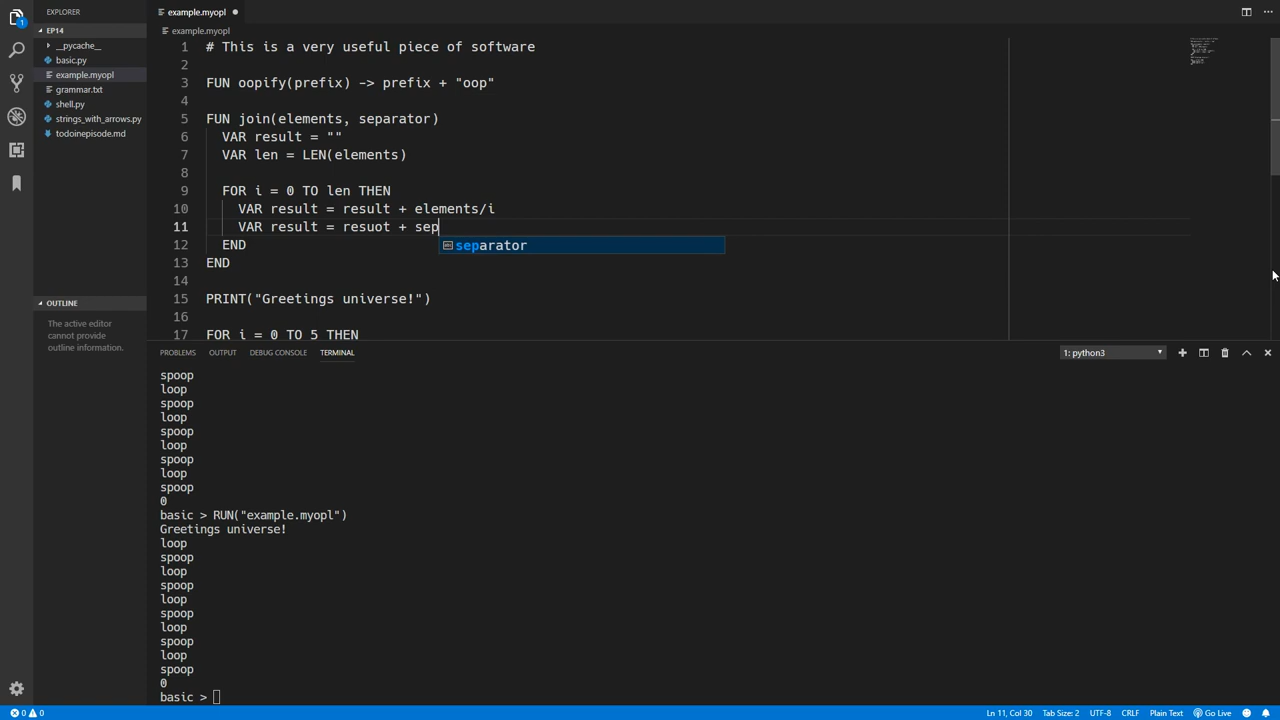 EXPLORER
EP14
__pycache__
basic.py
example.myopl
grammar.txt
shell.py
strings_with_arrows.py
todoinepisode.md
OUTLINE
The active editor
cannot provide
outline information.
example.myopl
example.myopl
1 # This is a very useful piece of software
2
3 FUN oopify(prefix) -> prefix + "oop"
4
5 FUN join(elements, separator)
6 VAR result = ""
7 VAR len = LEN(elements)
8
9 FOR i = 0 TO len THEN
10 VAR result = result + elements/i
11 VAR result = resuot + sep
separator
12 END
13 END
14
15 PRINT("Greetings universe!")
16
17 FOR i = 0 TO 5 THEN
PROBLEMS OUTPUT DEBUG CONSOLE TERMINAL 1: python3
spoop
loop
spoop
loop
spoop
loop
spoop
loop
spoop
0
basic > RUN("example.myopl")
Greetings universe!
loop
spoop
loop
spoop
loop
spoop
loop
spoop
loop
spoop
0
basic >
1
0 0 Ln 11, Col 30 Tab Size: 2 UTF-8 CRLF Plain Text Go Live